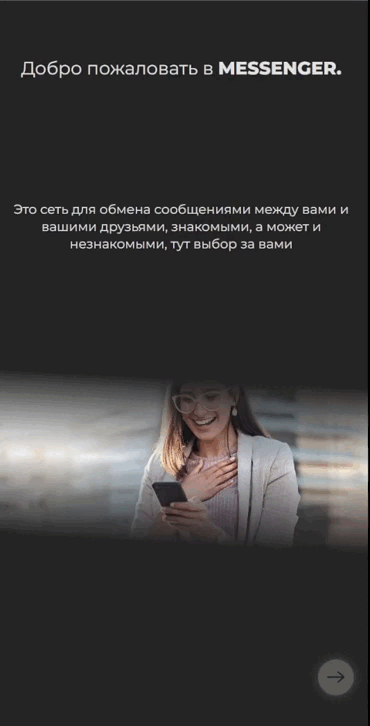 Добро пожаловать в MESSENGER.
Это сеть для обмена сообщениями между вами и
вашими друзьями, знакомыми, а может и
незнакомыми, тут выбор за вами